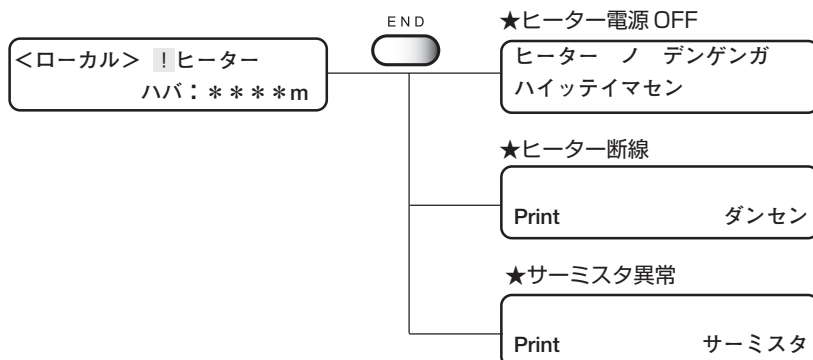 END
<ローカル> !ヒーター
ハバ：＊＊＊＊m
★ヒーター電源 OFF
ヒーター ノ デンゲンガ
ハイッテイマセン
★ヒーター断線
Print ダンセン
★サーミスタ異常
Print サーミスタ